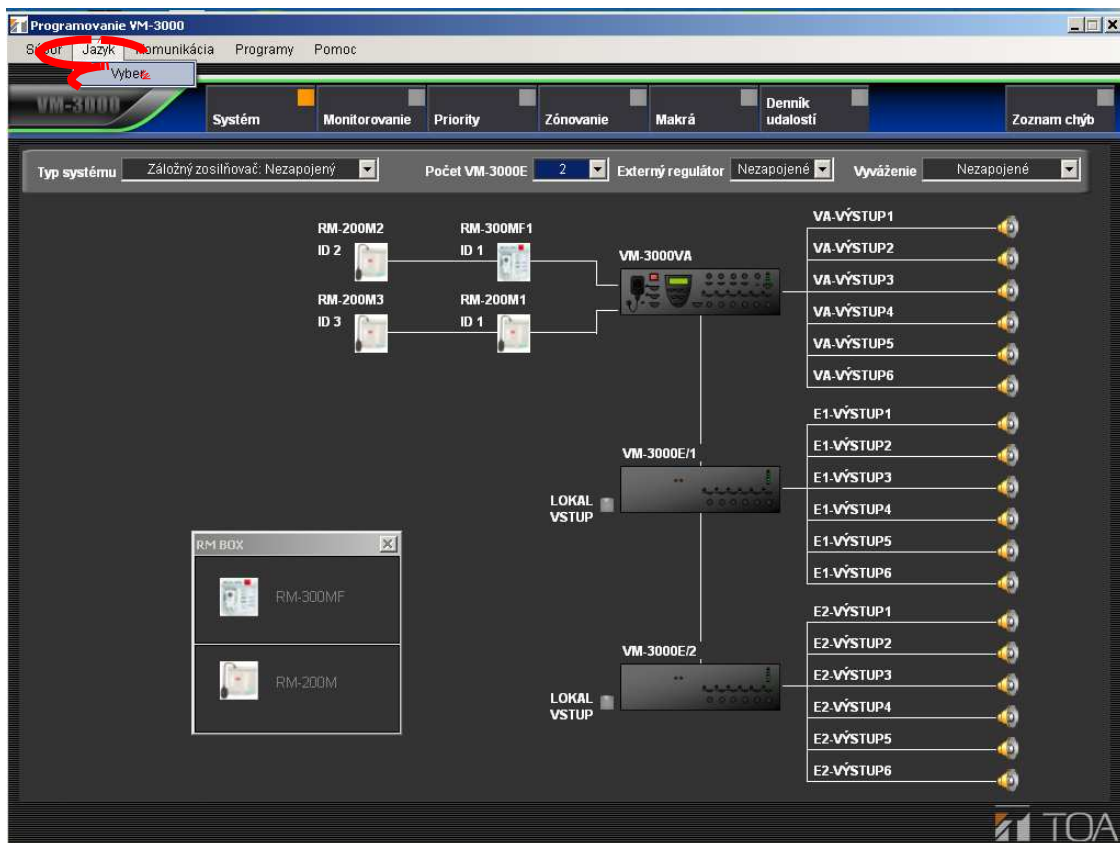 Programovanie VM-3000
Súbor Jazyk Komunikácia Programy Pomoc
Vyber
VM-3000
Systém Monitorovanie Priority Zónovanie Makrá Denník udalostí Zoznam chýb
Typ systému Záložný zosilňovač: Nezapojený Počet VM-3000E 2 Externý regulátor Nezapojené Vyváženie Nezapojené
RM-200M2 RM-300MF1
ID 2 ID 1
RM-200M3 RM-200M1
ID 3 ID 1
VM-3000VA
VA-VÝSTUP1
VA-VÝSTUP2
VA-VÝSTUP3
VA-VÝSTUP4
VA-VÝSTUP5
VA-VÝSTUP6
VM-3000E/1
LOKAL
VSTUP
E1-VÝSTUP1
E1-VÝSTUP2
E1-VÝSTUP3
E1-VÝSTUP4
E1-VÝSTUP5
E1-VÝSTUP6
RM BOX
RM-300MF
RM-200M
VM-3000E/2
LOKAL
VSTUP
E2-VÝSTUP1
E2-VÝSTUP2
E2-VÝSTUP3
E2-VÝSTUP4
E2-VÝSTUP5
E2-VÝSTUP6
TOA